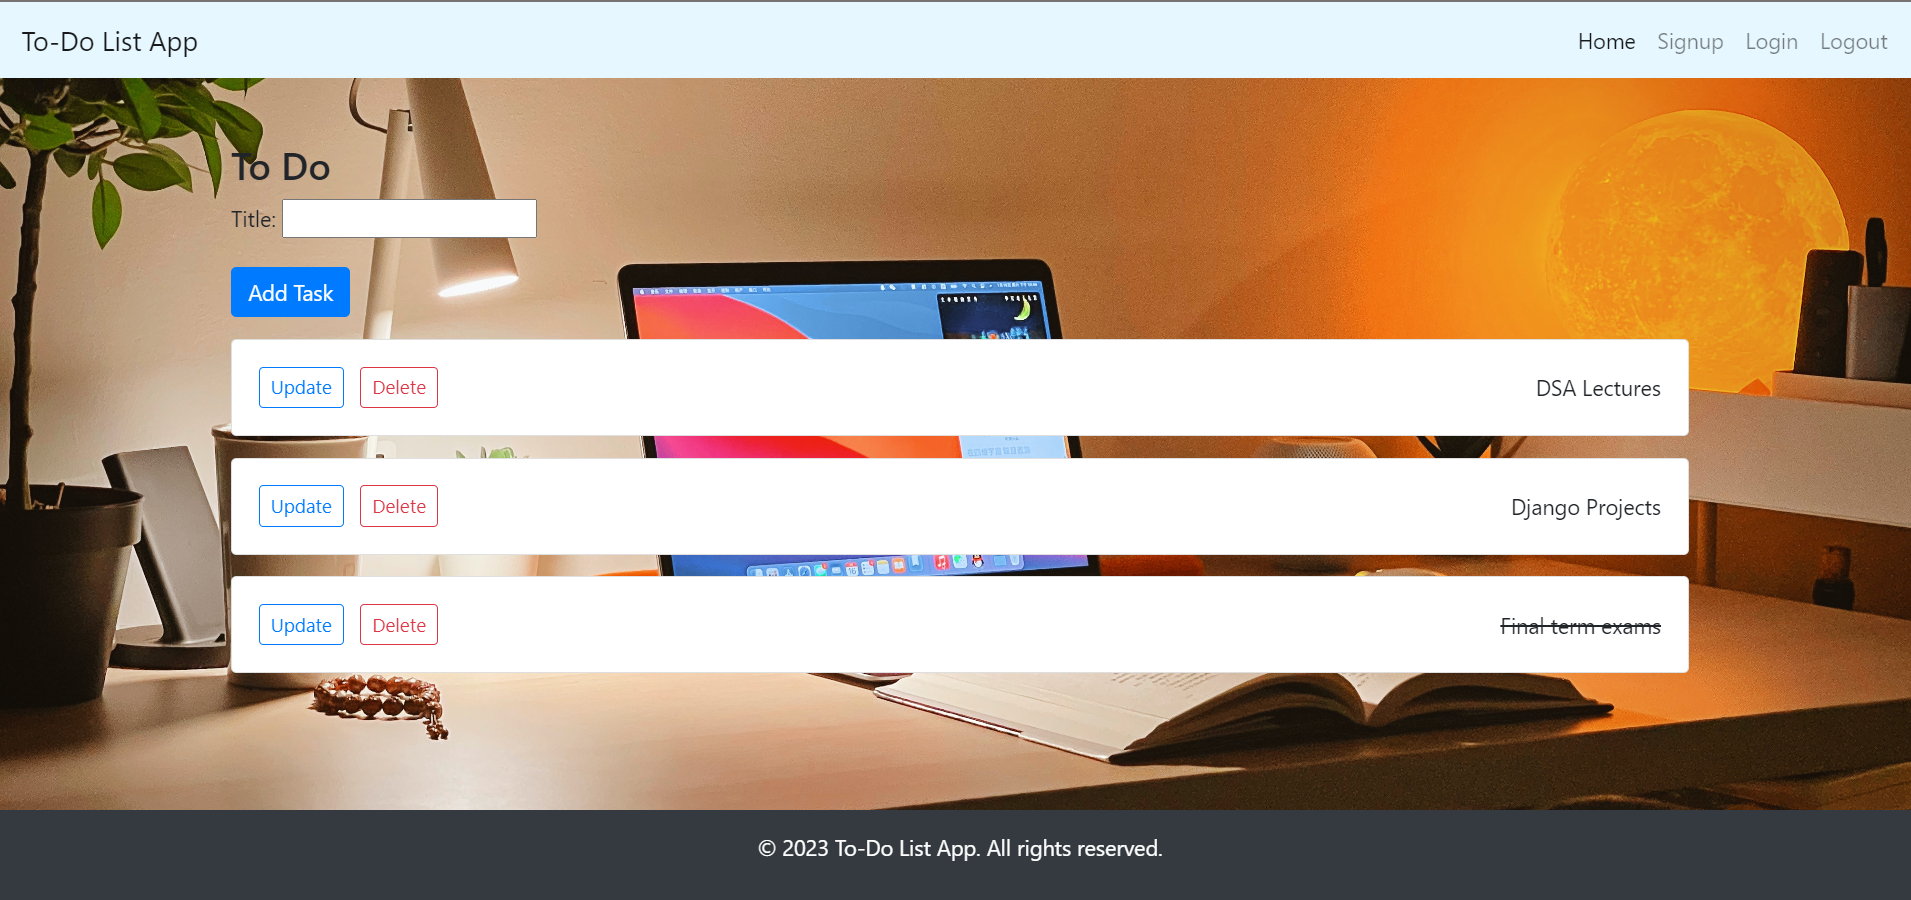 To-Do List App
Home Signup Login Logout
To Do
Title:
Add Task
Update Delete DSA Lectures
Update Delete Django Projects
Update Delete Final term exams
© 2023 To-Do List App. All rights reserved.